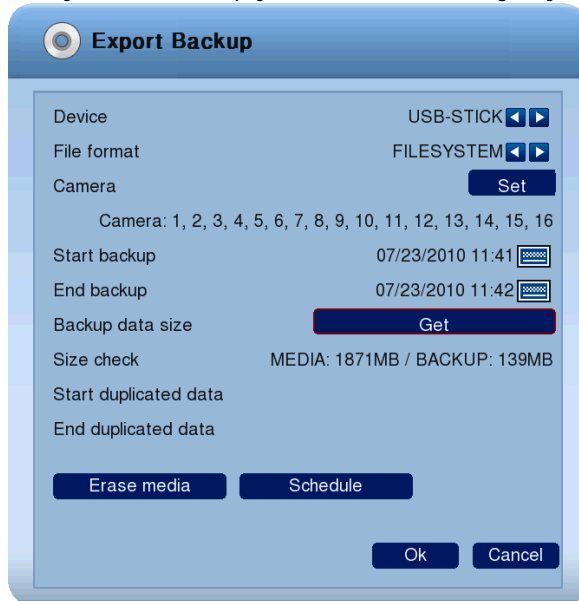 Export Backup
Device USB-STICK
File format FILESYSTEM
Camera Set
Camera: 1, 2, 3, 4, 5, 6, 7, 8, 9, 10, 11, 12, 13, 14, 15, 16
Start backup 07/23/2010 11:41
End backup 07/23/2010 11:42
Backup data size Get
Size check MEDIA: 1871MB / BACKUP: 139MB
Start duplicated data
End duplicated data
Erase media Schedule
Ok Cancel